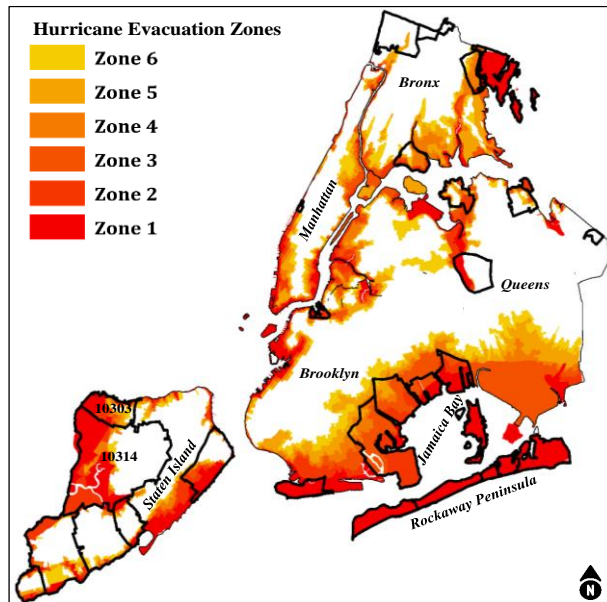 Hurricane Evacuation Zones
Zone 6
Zone 5
Zone 4
Zone 3
Zone 2
Zone 1
Bronx
Manhattan
Queens
Brooklyn
Jamaica Bay
10303
10314
Staten Island
Rockaway Peninsula
N